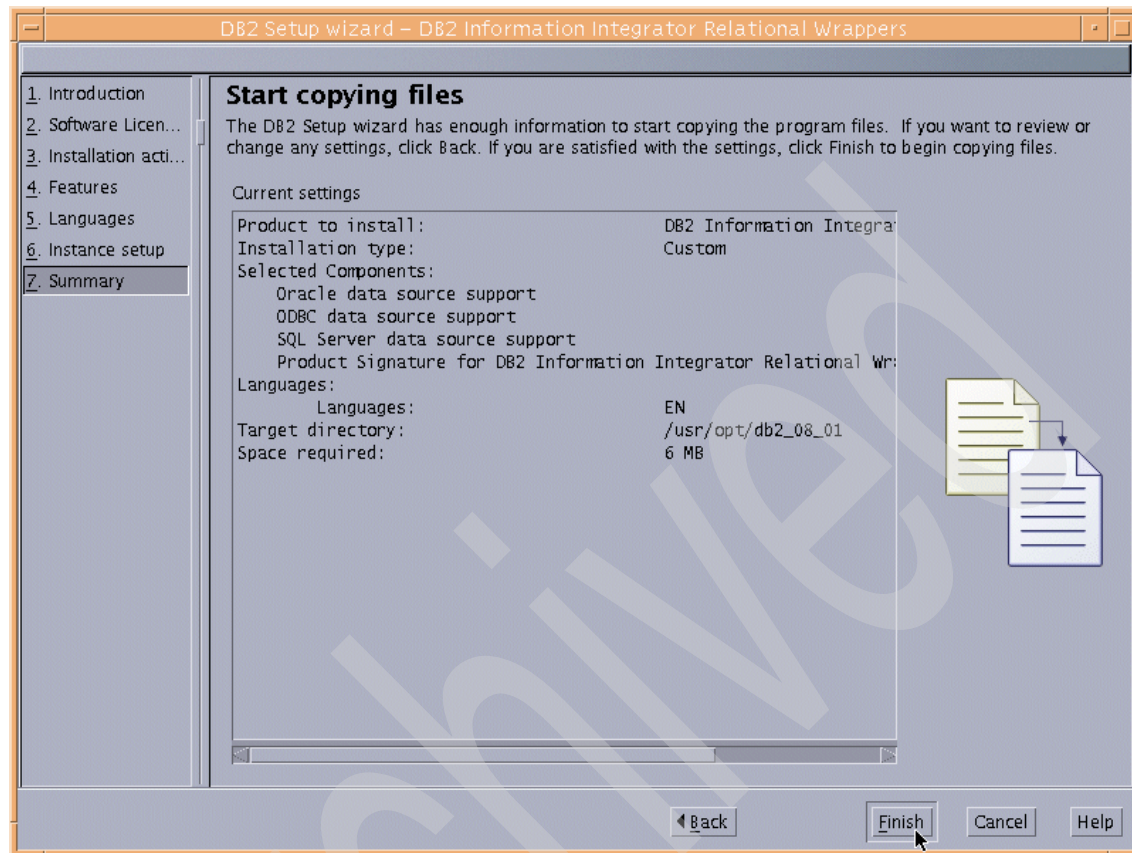 DB2 Setup wizard – DB2 Information Integrator Relational Wrappers
1. Introduction
2. Software Licen...
3. Installation acti...
4. Features
5. Languages
6. Instance setup
7. Summary
Start copying files
The DB2 Setup wizard has enough information to start copying the program files. If you want to review or
change any settings, click Back. If you are satisfied with the settings, click Finish to begin copying files.
Current settings
Product to install: DB2 Information Integra
Installation type: Custom
Selected Components:
Oracle data source support
ODBC data source support
SQL Server data source support
Product Signature for DB2 Information Integrator Relational Wr
Languages:
Languages: EN
Target directory: /usr/opt/db2_08_01
Space required: 6 MB
Back
Finish
Cancel
Help
hived